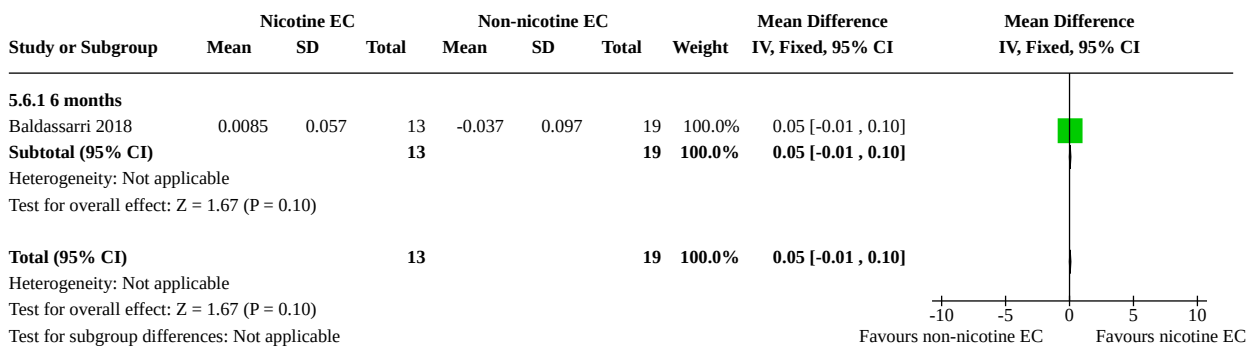 Nicotine EC Non-nicotine EC Mean Difference Mean Difference
Study or Subgroup Mean SD Total Mean SD Total Weight IV, Fixed, 95% CI IV, Fixed, 95% CI
5.6.1 6 months
Baldassarri 2018 0.0085 0.057 13 -0.037 0.097 19 100.0% 0.05 [-0.01 , 0.10]
Subtotal (95% CI) 13 19 100.0% 0.05 [-0.01 , 0.10]
Heterogeneity: Not applicable
Test for overall effect: Z = 1.67 (P = 0.10)
Total (95% CI) 13 19 100.0% 0.05 [-0.01 , 0.10]
Heterogeneity: Not applicable
Test for overall effect: Z = 1.67 (P = 0.10)
-10 -5 0 5 10
Test for subgroup differences: Not applicable Favours non-nicotine EC Favours nicotine EC